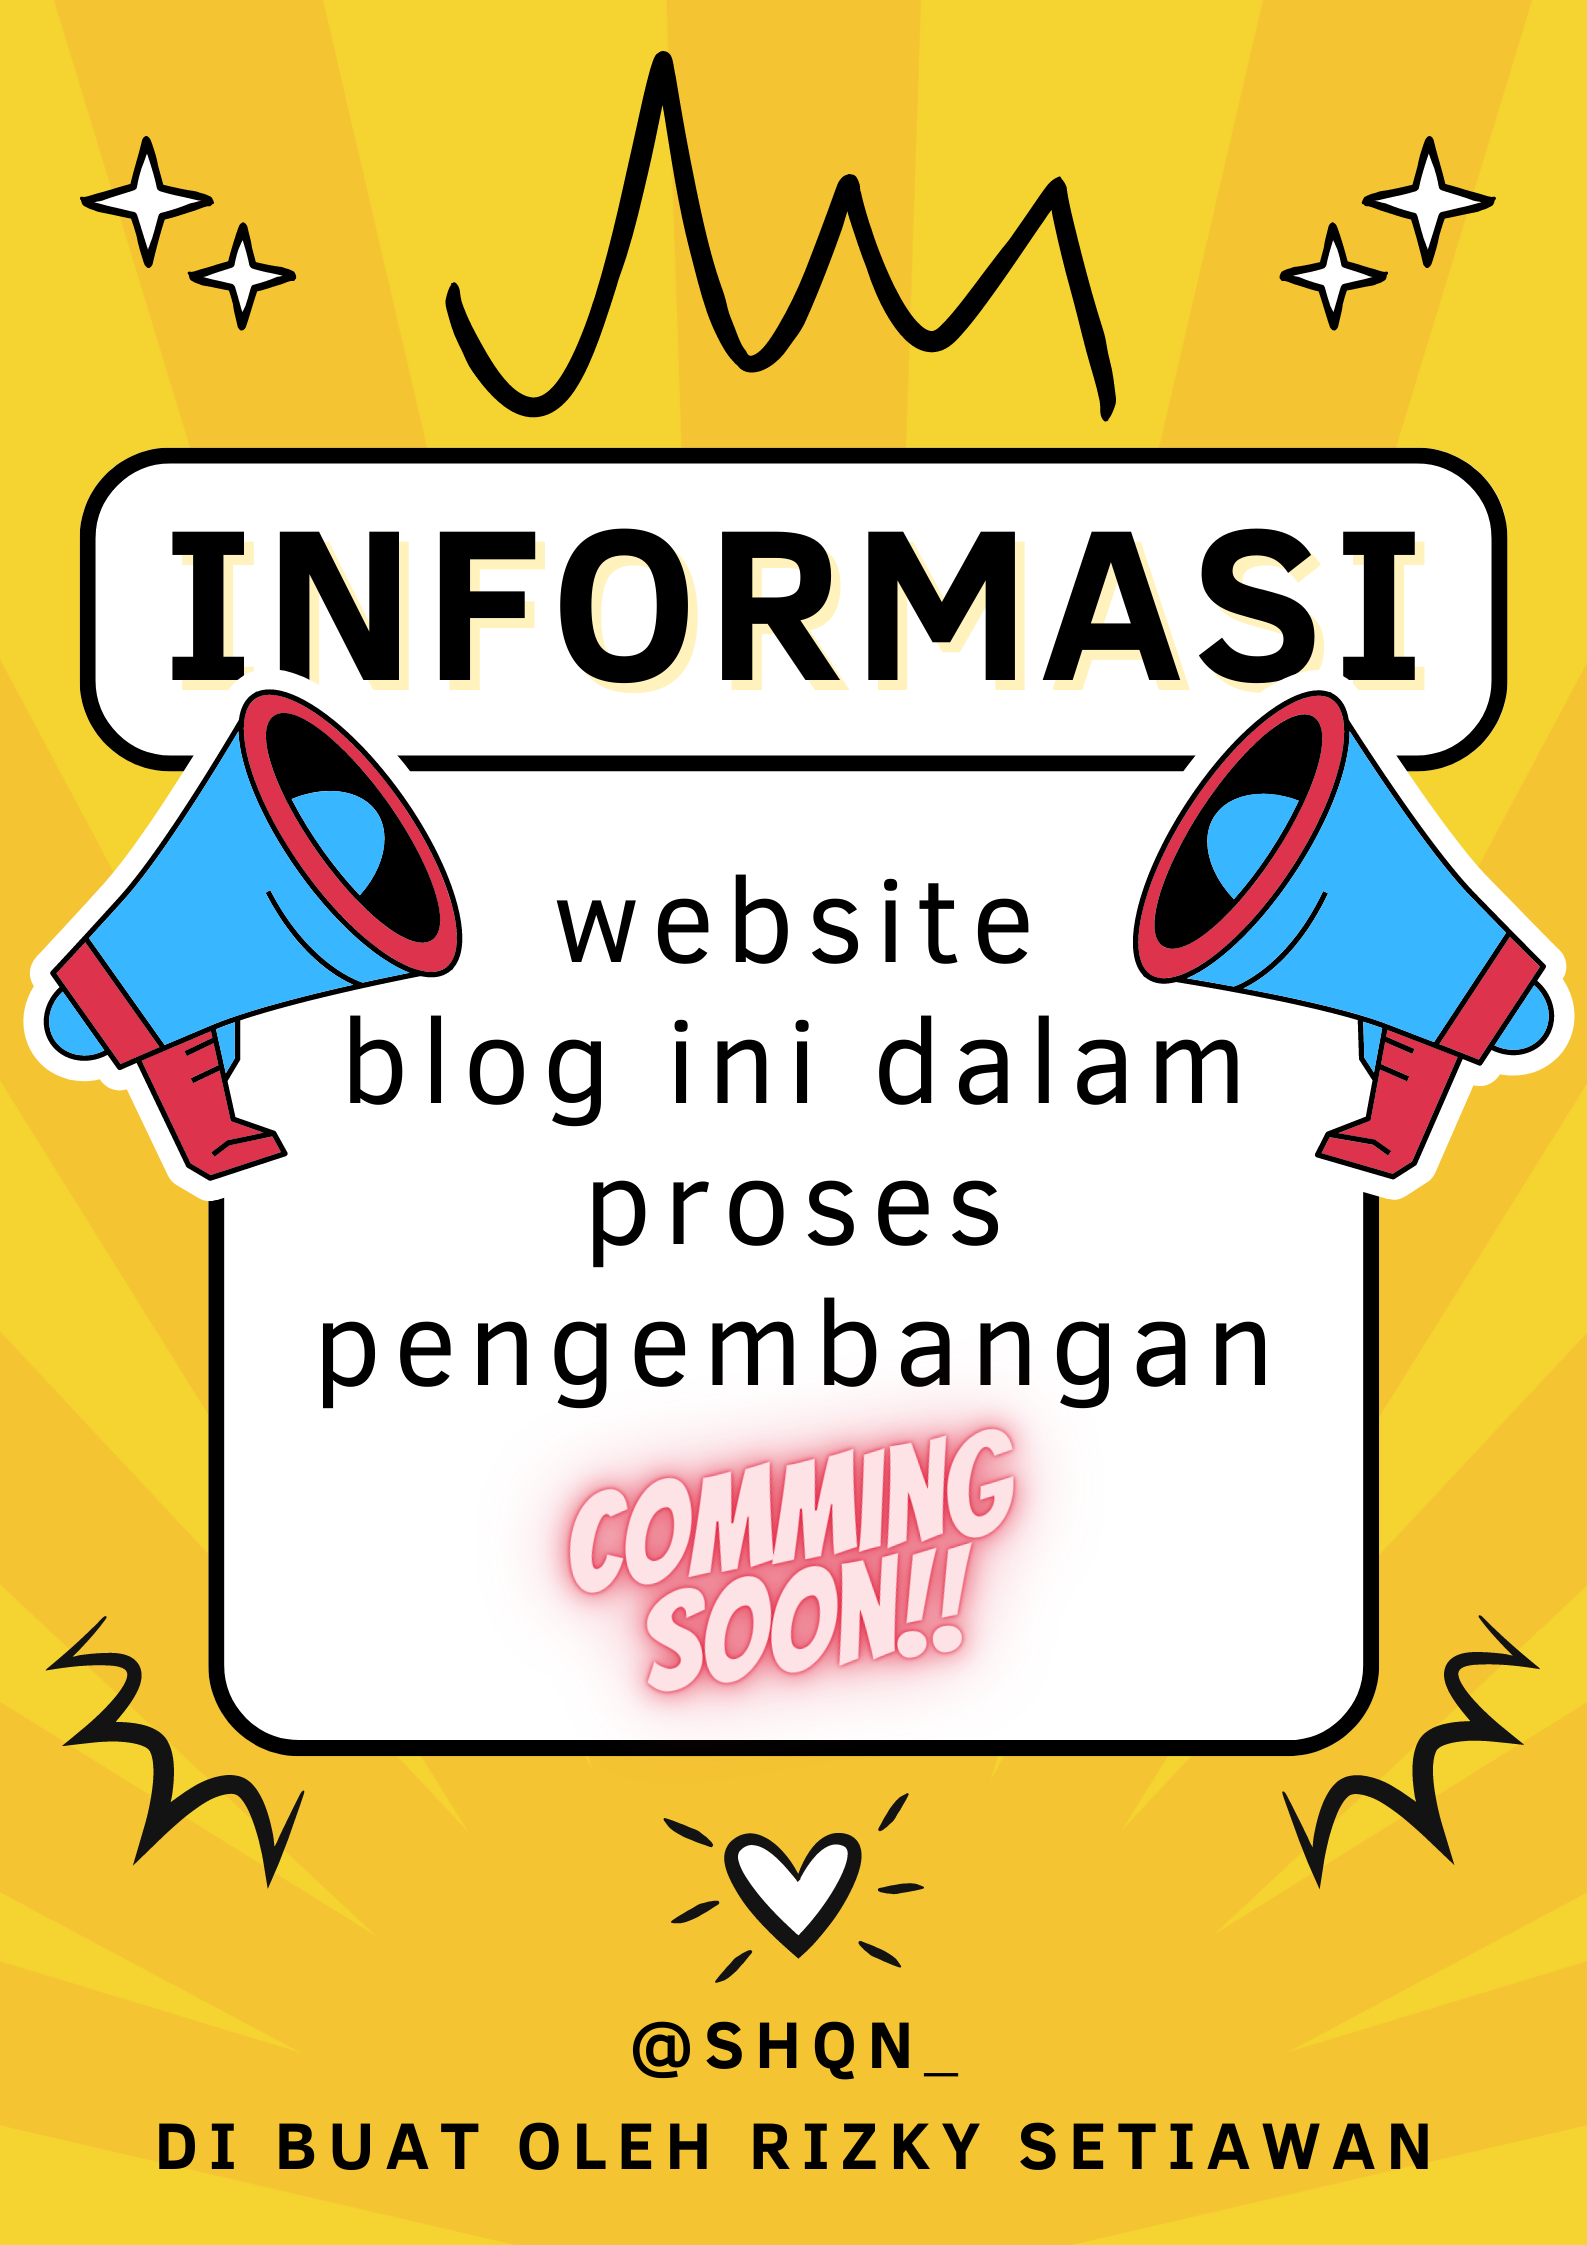 INFORMASI
website
blog ini dalam
proses
pengembangan
COMMING
SOON!!
@SHQN_
DI BUAT OLEH RIZKY SETIAWAN